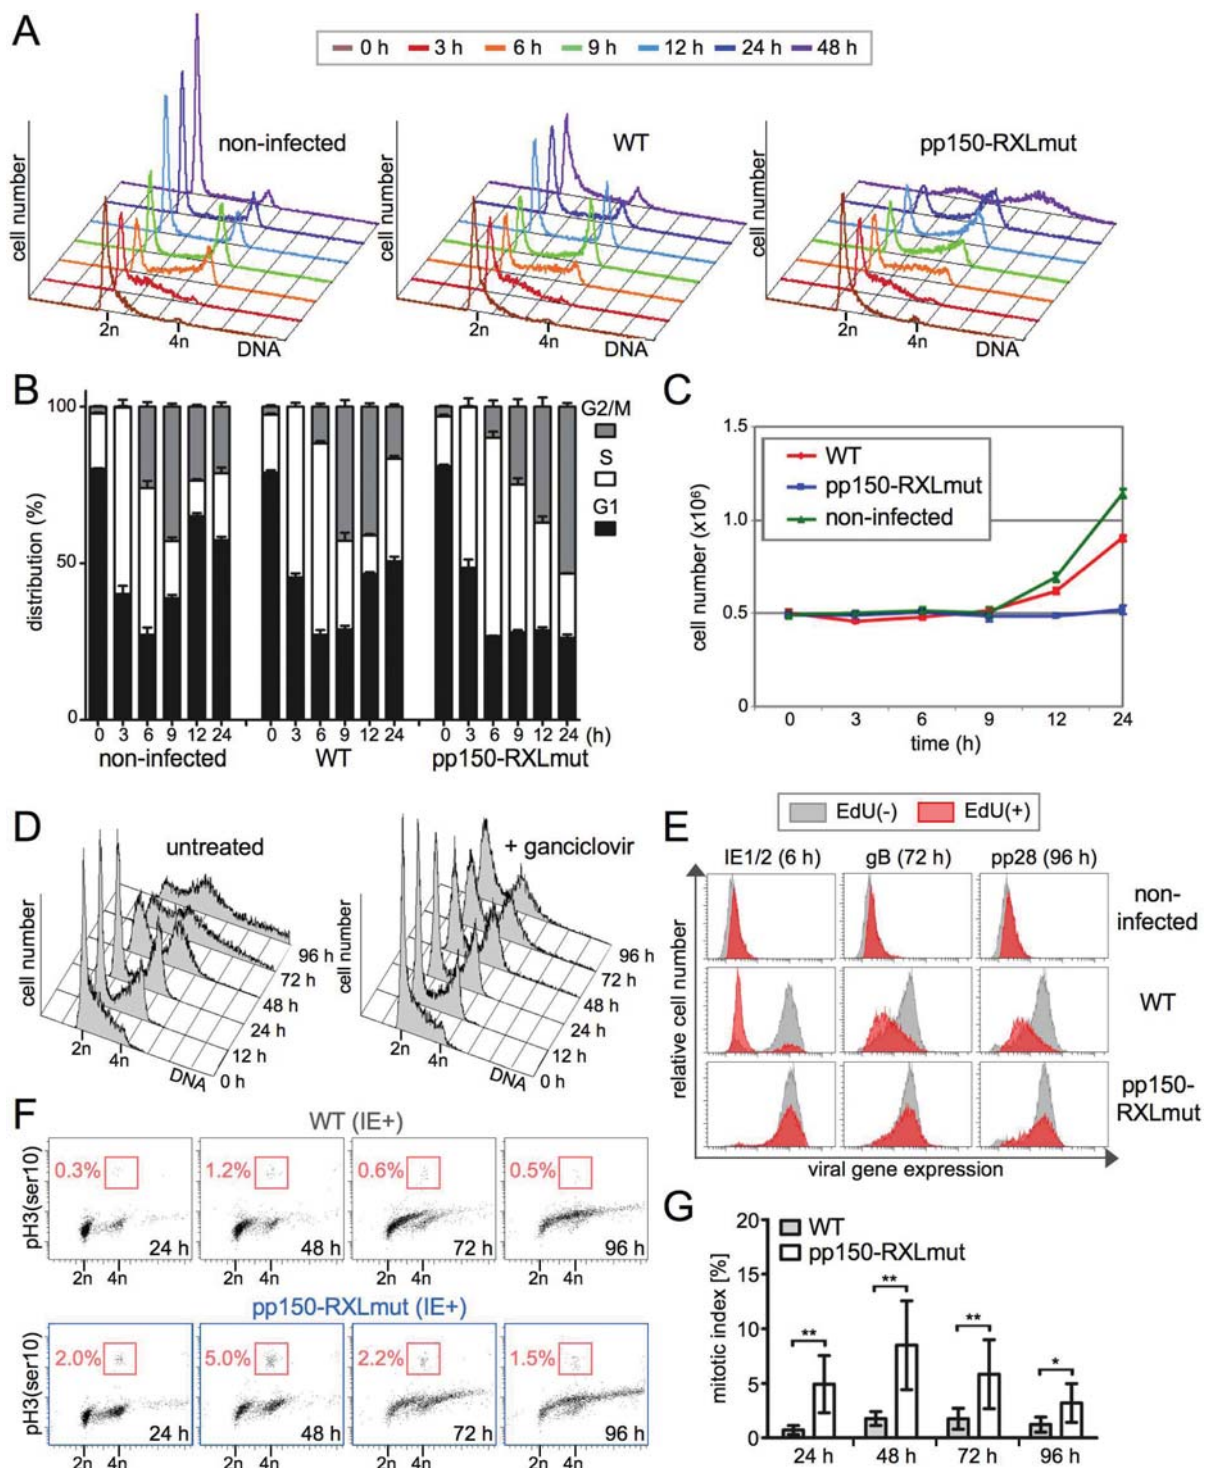 A
0 h 3 h 6 h 9 h 12 h 24 h 48 h
non-infected
WT
pp150-RXLmut
cell number
cell number
cell number
2n 4n DNA
2n 4n DNA
2n 4n DNA
B
distribution (%)
100
50
0
G2/M
S
G1
0 3 6 9 12 24 0 3 6 9 12 24 0 3 6 9 12 24 (h)
non-infected WT pp150-RXLmut
C
cell number (x10⁶)
1.5
1.0
0.5
0
WT
pp150-RXLmut
non-infected
0 3 6 9 12 24
time (h)
D
untreated
cell number
2n 4n DNA
0 h
12 h
24 h
48 h
72 h
96 h
+ ganciclovir
cell number
2n 4n DNA
0 h
12 h
24 h
48 h
72 h
96 h
E
EdU(-) EdU(+)
IE1/2 (6 h) gB (72 h) pp28 (96 h)
relative cell number
non-
infected
WT
pp150-
RXLmut
viral gene expression
F
WT (IE+)
pH3(ser10)
0.3% 1.2% 0.6% 0.5%
24 h 48 h 72 h 96 h
2n 4n 2n 4n 2n 4n 2n 4n
pp150-RXLmut (IE+)
pH3(ser10)
2.0% 5.0% 2.2% 1.5%
24 h 48 h 72 h 96 h
2n 4n 2n 4n 2n 4n 2n 4n
G
mitotic index [%]
20
15
10
5
0
WT
pp150-RXLmut
** ** ** *
24 h 48 h 72 h 96 h